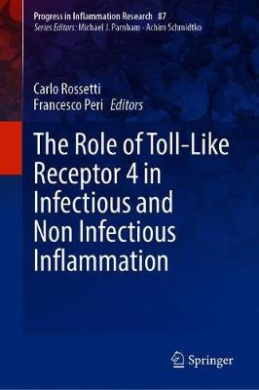 Progress in Inflammation Research 87
Series Editors: Michael J. Parnham · Achim Schmidtko
Carlo Rossetti
Francesco Peri Editors
The Role of Toll-Like
Receptor 4 in
Infectious and
Non Infectious
Inflammation
Springer